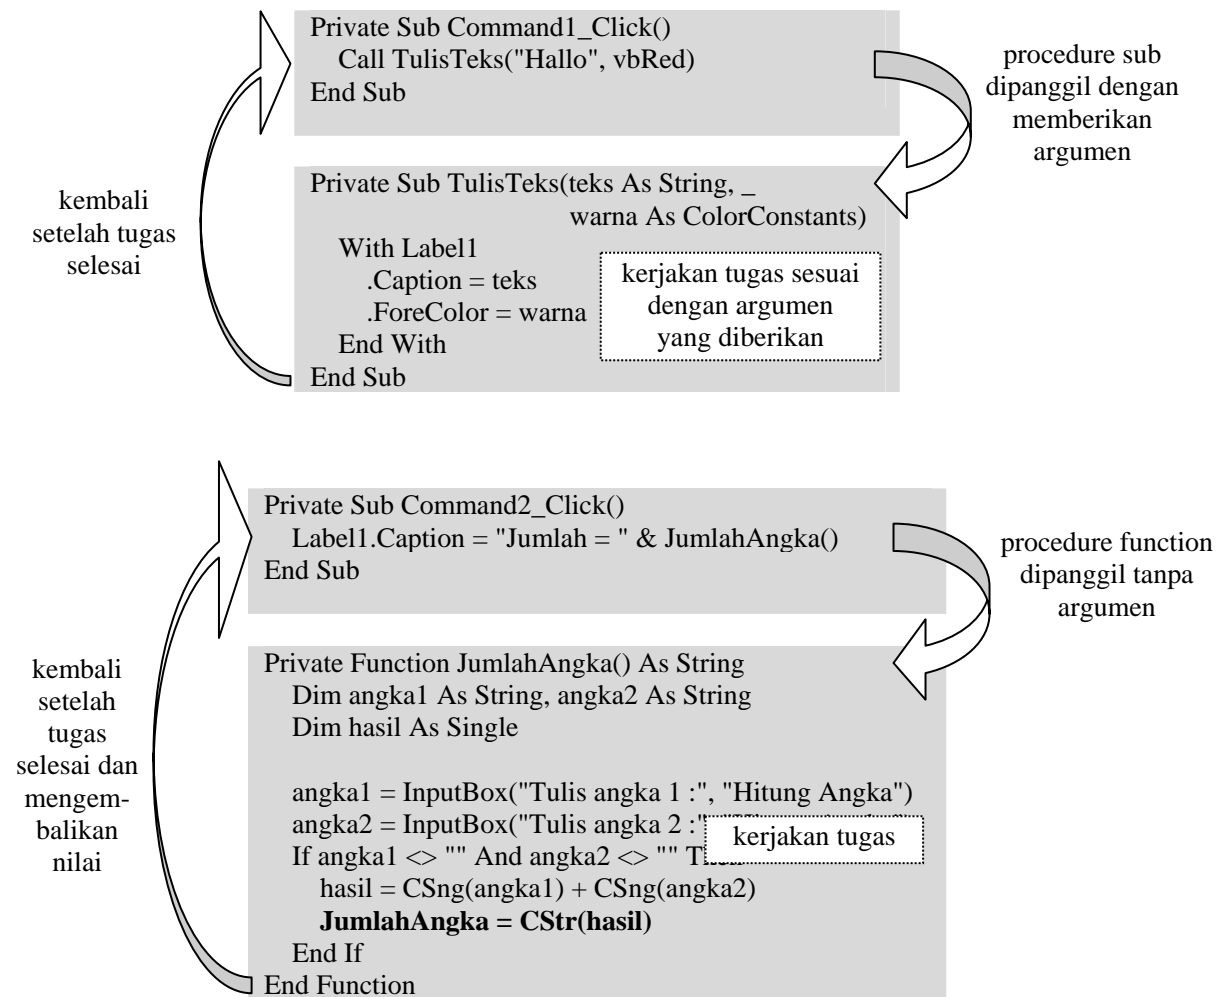 Private Sub Command1_Click()
Call TulisTeks("Hallo", vbRed)
End Sub
procedure sub
dipanggil dengan
memberikan
argumen
Private Sub TulisTeks(teks As String, _
warna As ColorConstants)
With Label1
.Caption = teks
.ForeColor = warna
End With
End Sub
kerjakan tugas sesuai
dengan argumen
yang diberikan
kembali
setelah tugas
selesai
Private Sub Command2_Click()
Label1.Caption = "Jumlah = " & JumlahAngka()
End Sub
procedure function
dipanggil tanpa
argumen
Private Function JumlahAngka() As String
Dim angka1 As String, angka2 As String
Dim hasil As Single
angka1 = InputBox("Tulis angka 1 :", "Hitung Angka")
angka2 = InputBox("Tulis angka 2 :"
If angka1 <> "" And angka2 <> ""
hasil = CSng(angka1) + CSng(angka2)
JumlahAngka = CStr(hasil)
End If
End Function
kerjakan tugas
kembali
setelah
tugas
selesai dan
mengem-
balikan
nilai